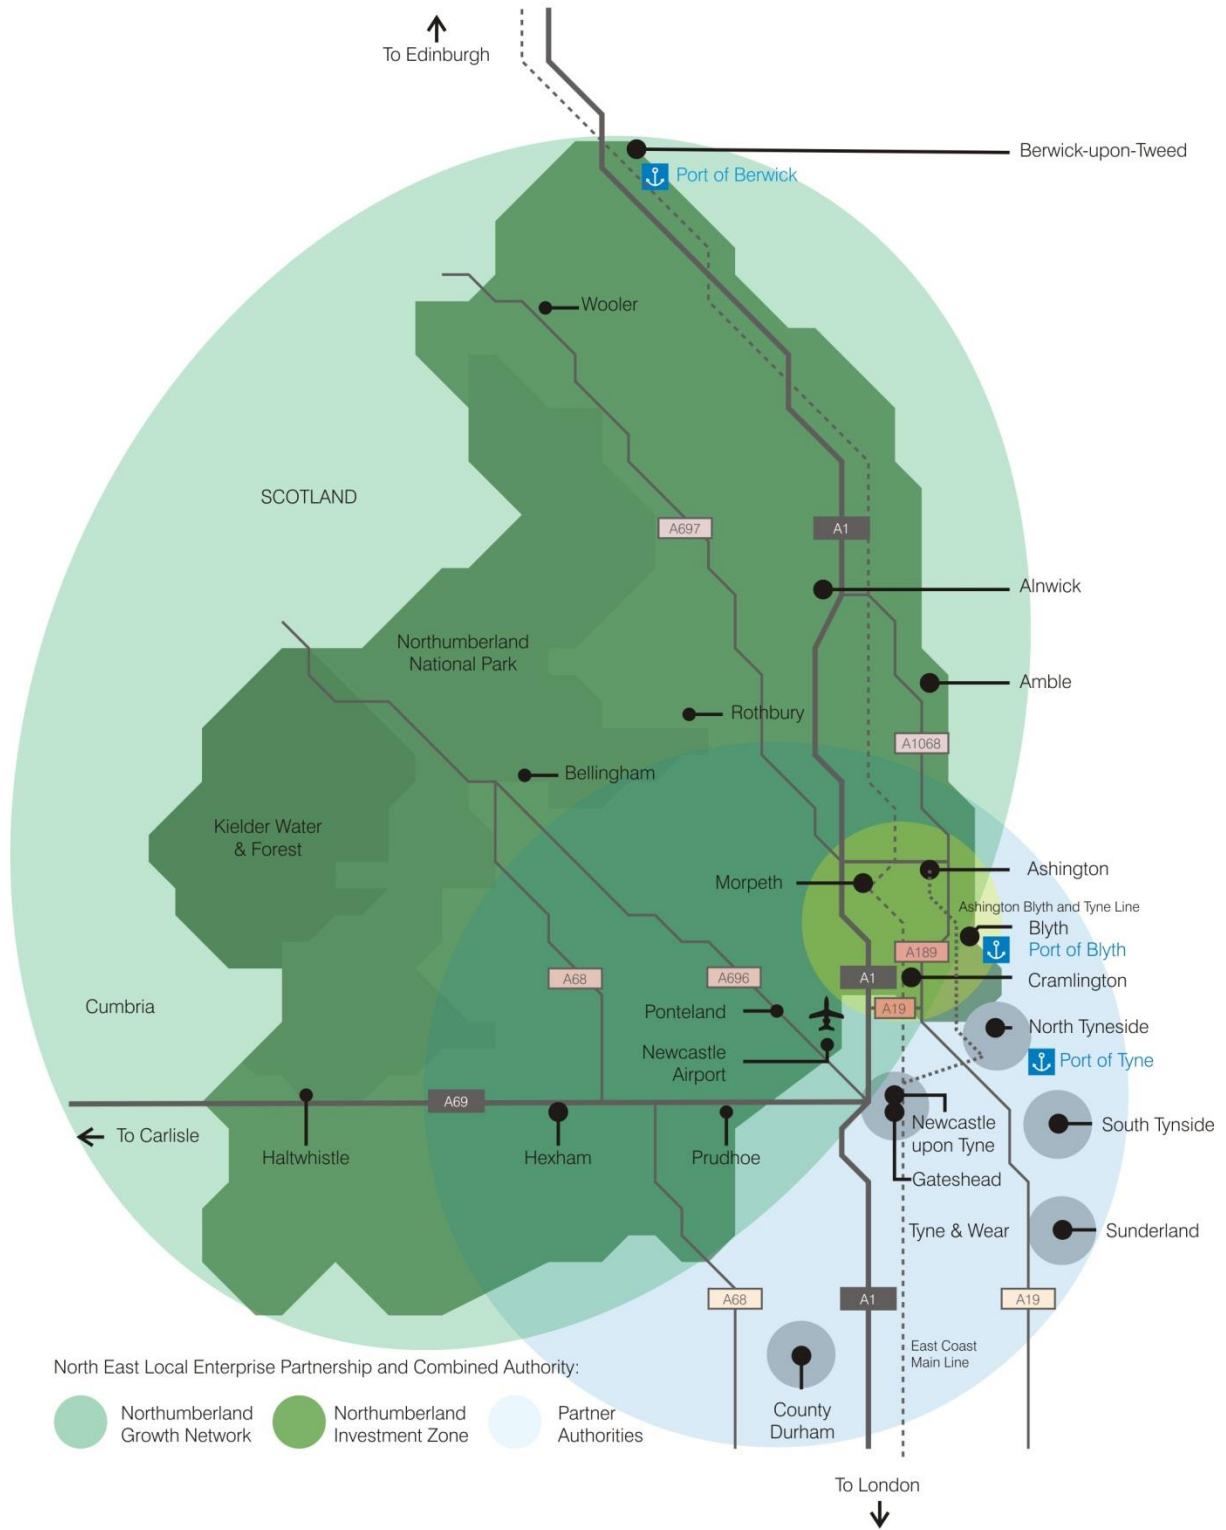 To Edinburgh
Berwick-upon-Tweed
Port of Berwick
Wooler
SCOTLAND
A697
A1
Alnwick
Northumberland
National Park
Amble
Rothbury
A1068
Bellingham
Kielder Water
& Forest
Ashington
Morpeth
Ashington Blyth and Tyne Line
Blyth
Port of Blyth
A189
A68
A696
A1
Cramlington
Cumbria
A19
Ponteland
North Tyneside
Newcastle
Airport
Port of Tyne
A69
To Carlisle
Haltwhistle
Hexham
Prudhoe
Newcastle
upon Tyne
South Tynside
Gateshead
Tyne & Wear
Sunderland
A68
A1
A19
East Coast
Main Line
North East Local Enterprise Partnership and Combined Authority:
Northumberland
Growth Network
Northumberland
Investment Zone
Partner
Authorities
County
Durham
To London